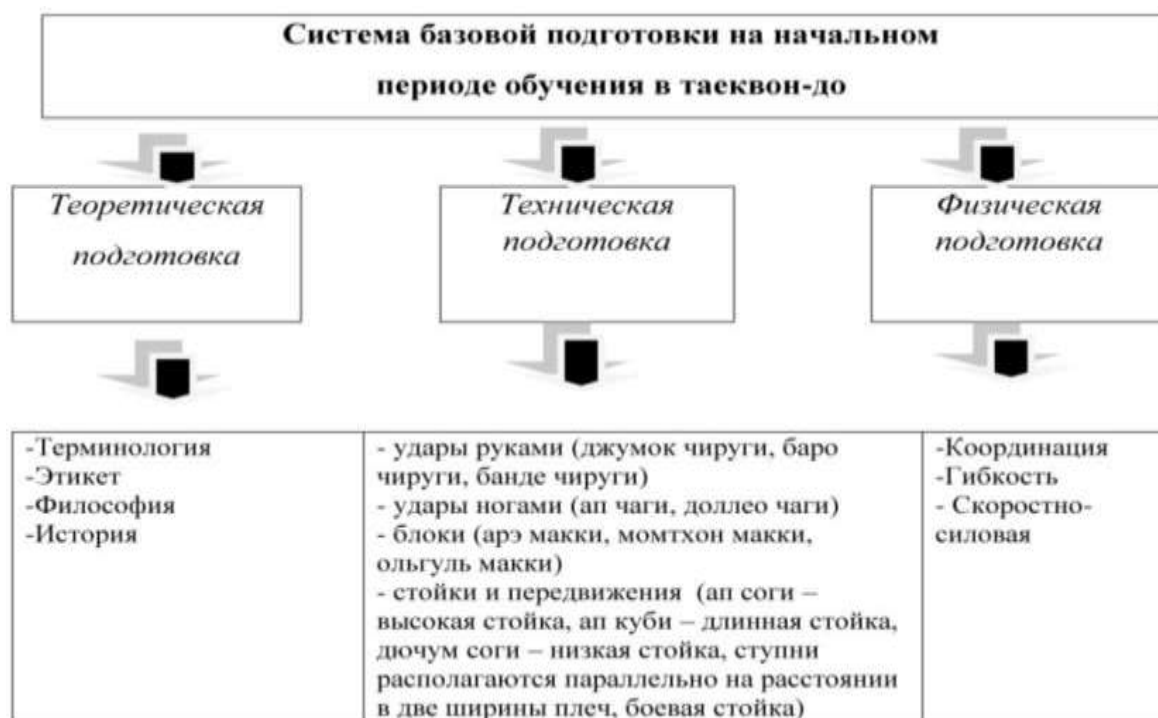 Система базовой подготовки на начальном
периоде обучения в таеквон-до
Теоретическая
подготовка
Техническая
подготовка
Физическая
подготовка
-Терминология
-Этикет
-Философия
-История
- удары руками (джумок чируги, баро
чируги, банде чируги)
- удары ногами (ап чаги, доллео чаги)
- блоки (арэ макки, момтхон макки,
ольгуль макки)
- стойки и передвижения (ап соги –
высокая стойка, ап куби – длинная стойка,
дючум соги – низкая стойка, ступни
располагаются параллельно на расстоянии
в две ширины плеч, боевая стойка)
-Координация
-Гибкость
- Скоростно-
силовая